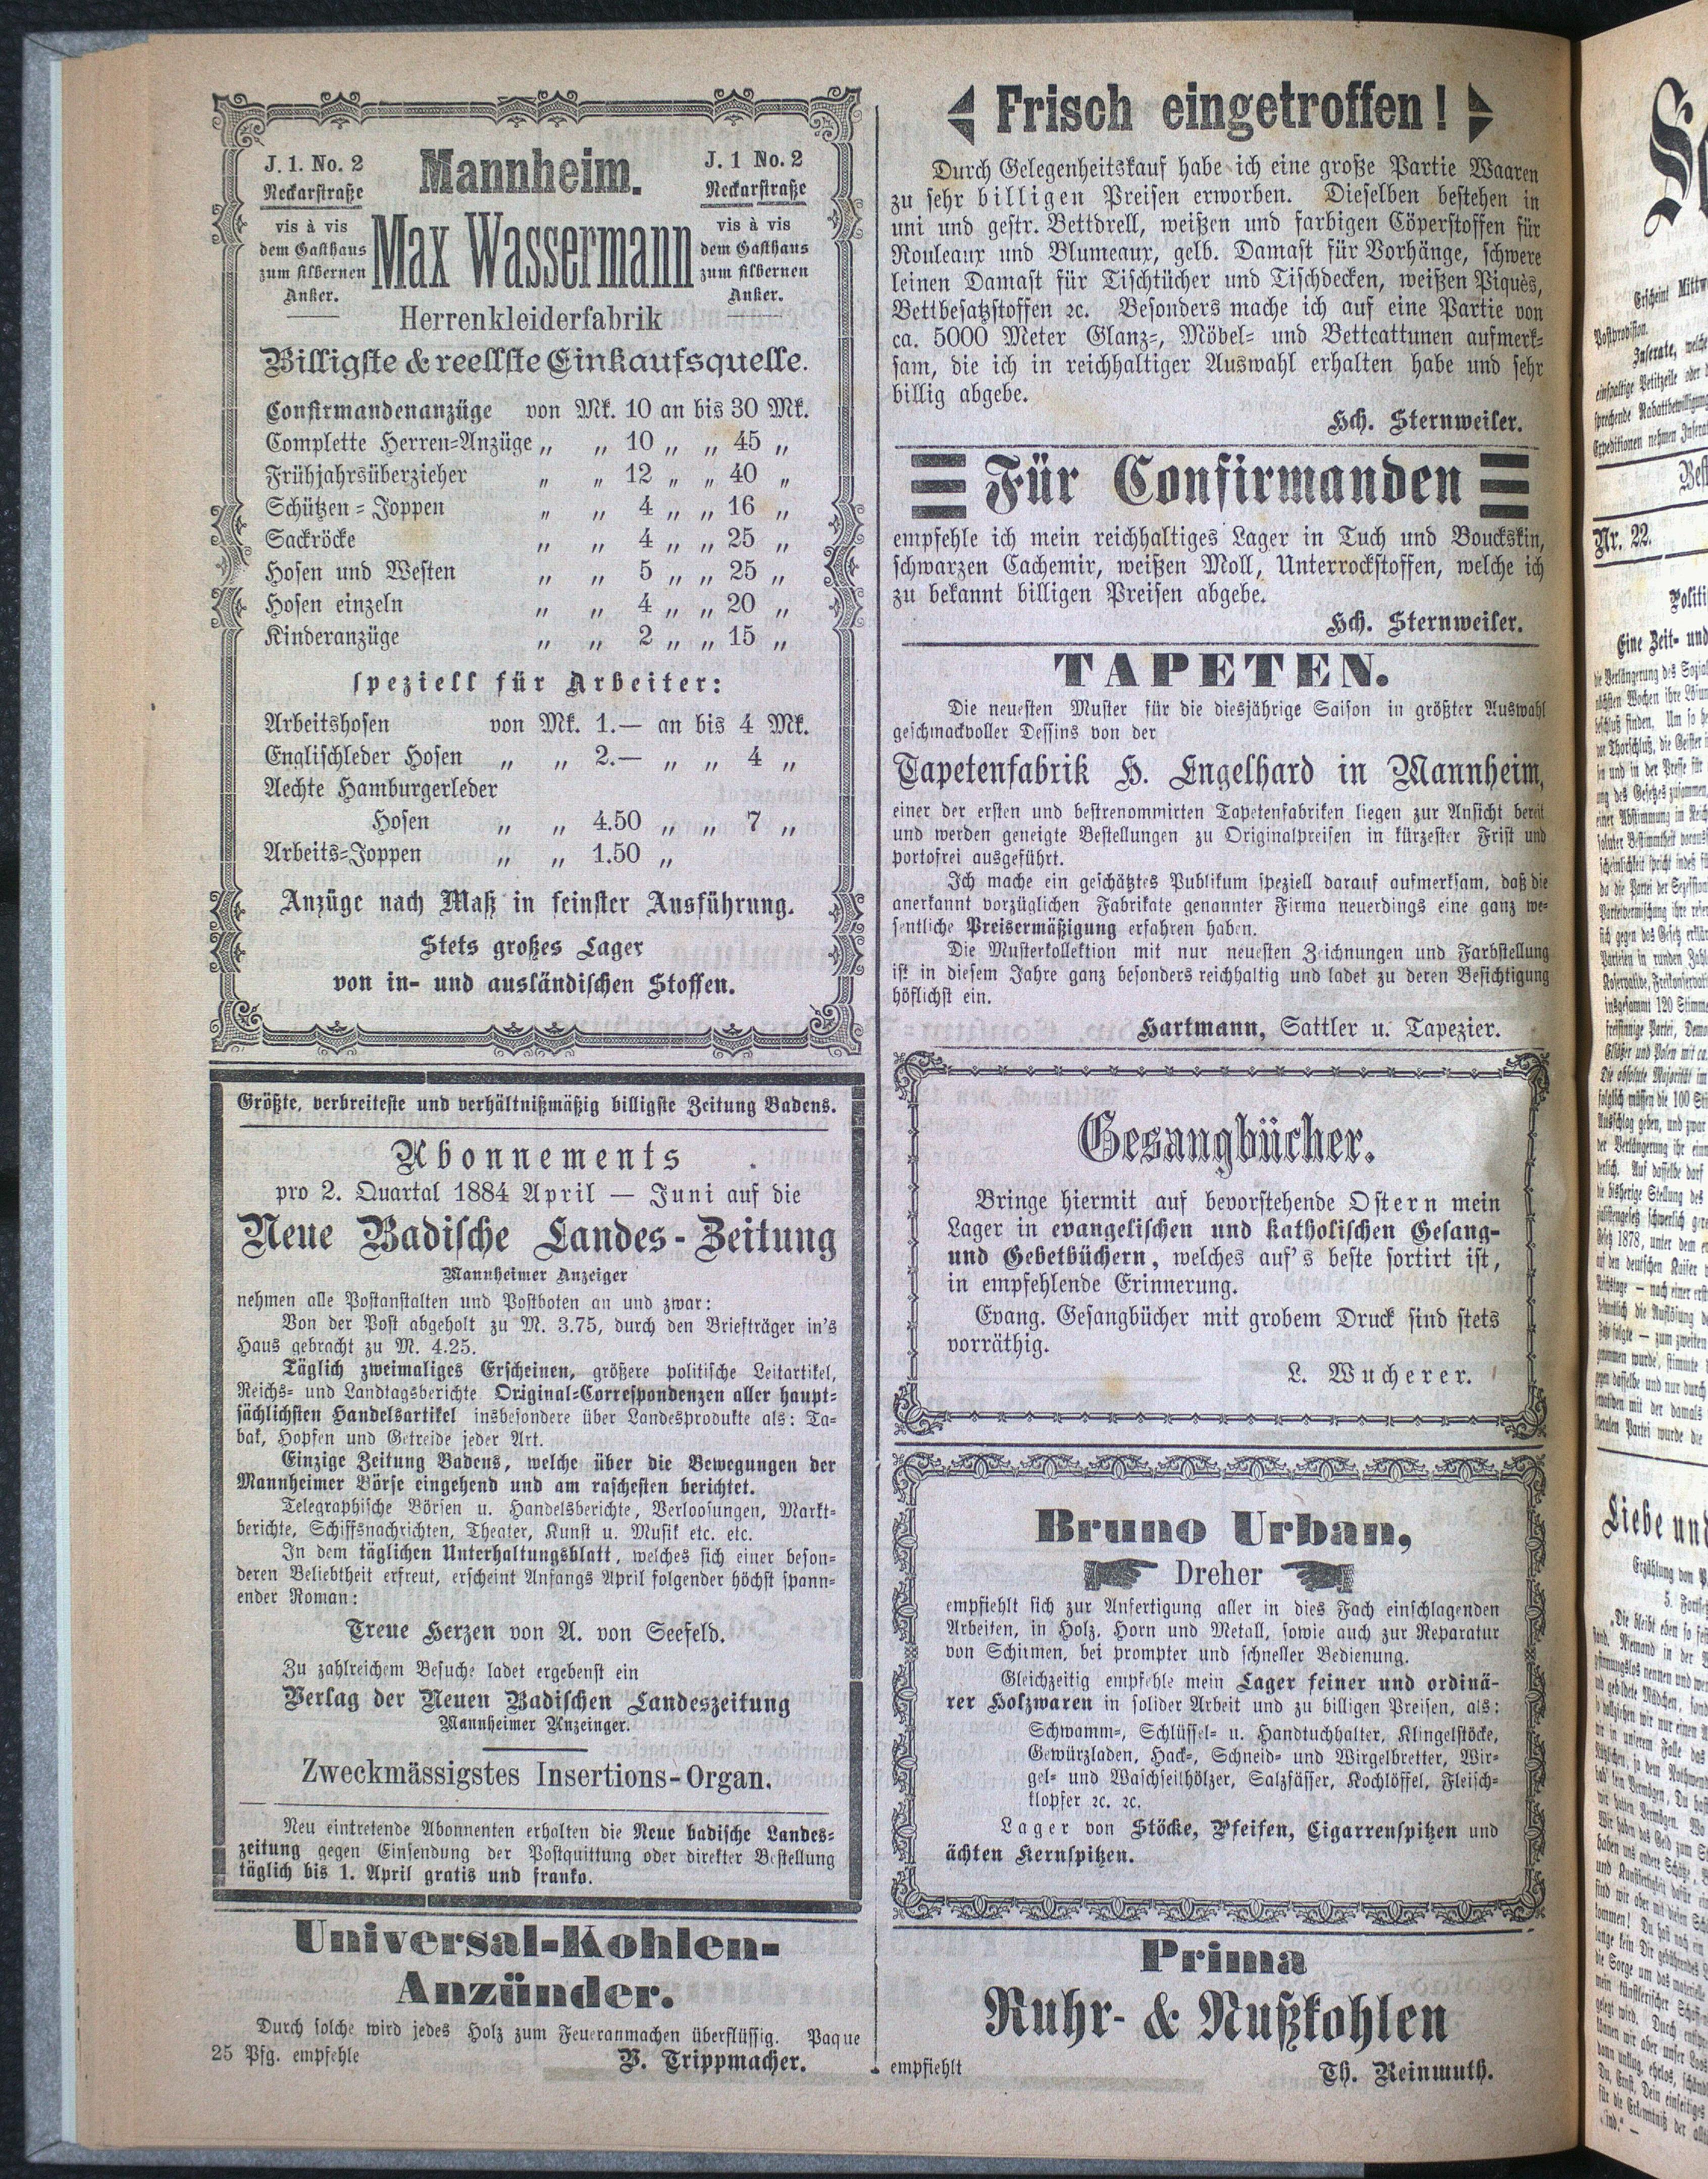 J. 1. No. 2
Neckarstraße
vis à vis
dem Gasthaus
zum silbernen
Anker.
Mannheim.
Max Wassermann
Herrenkleiderfabrik
J. 1 No. 2
Neckarstraße
vis à vis
dem Gasthaus
zum silbernen
Anker.
Billigste & reellste Einkaufsquelle.
Confirmandenanzüge von Mk. 10 an bis 30 Mk.
Complette Herren-Anzüge „ „ 10 „ „ 45 „
Frühjahrsüberzieher „ „ 12 „ „ 40 „
Schützen-Joppen „ „ 4 „ „ 16 „
Sackröcke „ „ 4 „ „ 25 „
Hosen und Westen „ „ 5 „ „ 25 „
Hosen einzeln „ „ 4 „ „ 20 „
Kinderanzüge „ „ 2 „ „ 15 „
speziell für Arbeiter:
Arbeitshosen von Mk. 1.— an bis 4 Mk.
Englischleder Hosen „ „ 2.— „ „ 4 „
Aechte Hamburgerleder
Hosen „ „ 4.50 „ „ 7 „
Arbeits-Joppen „ „ 1.50 „
Anzüge nach Maß in feinster Ausführung.
Stets großes Lager
von in- und ausländischen Stoffen.
Größte, verbreiteste und verhältnißmäßig billigste Zeitung Badens.
Abonnements
pro 2. Quartal 1884 April — Juni auf die
Neue Badische Landes-Zeitung
Mannheimer Anzeiger
nehmen alle Postanstalten und Postboten an und zwar:
Von der Post abgeholt zu M. 3.75, durch den Briefträger in's
Haus gebracht zu M. 4.25.
Täglich zweimaliges Erscheinen, größere politische Leitartikel,
Reichs- und Landtagsberichte Original-Correspondenzen aller haupt-
sächlichsten Handelsartikel insbesondere über Landesprodukte als: Ta-
bak, Hopfen und Getreide jeder Art.
Einzige Zeitung Badens, welche über die Bewegungen der
Mannheimer Börse eingehend und am raschesten berichtet.
Telegraphische Börsen u. Handelsberichte, Verloosungen, Markt-
berichte, Schiffsnachrichten, Theater, Kunst u. Musik etc. etc.
In dem täglichen Unterhaltungsblatt, welches sich einer beson-
deren Beliebtheit erfreut, erscheint Anfangs April folgender höchst spann-
ender Roman:
Treue Herzen von A. von Seefeld.
Zu zahlreichem Besuche ladet ergebenst ein
Verlag der Neuen Badischen Landeszeitung
Mannheimer Anzeinger.
Zweckmässigstes Insertions-Organ.
Neu eintretende Abonnenten erhalten die Neue badische Landes-
zeitung gegen Einsendung der Postquittung oder direkter Bestellung
täglich bis 1. April gratis und franko.
Universal-Kohlen-
Anzünder.
Durch solche wird jedes Holz zum Feueranmachen überflüssig. Paque
25 Pfg. empfehle P. Trippmacher.
Frisch eingetroffen!
Durch Gelegenheitskauf habe ich eine große Partie Waaren
zu sehr billigen Preisen erworben. Dieselben bestehen in
uni und gestr. Bettdrell, weißen und farbigen Cöperstoffen für
Rouleaux und Blumeaux, gelb. Damast für Vorhänge, schwere
leinen Damast für Tischtücher und Tischdecken, weißen Piquès,
Bettbesatzstoffen ꝛc. Besonders mache ich auf eine Partie von
ca. 5000 Meter Glanz-, Möbel- und Bettcattunen aufmerk-
sam, die ich in reichhaltiger Auswahl erhalten habe und sehr
billig abgebe.
Hch. Sternweiler.
Für Confirmanden
empfehle ich mein reichhaltiges Lager in Tuch und Bouckskin,
schwarzen Cachemir, weißen Moll, Unterrockstoffen, welche ich
zu bekannt billigen Preisen abgebe.
Hch. Sternweiler.
TAPETEN.
Die neuesten Muster für die diesjährige Saison in größter Auswahl
geschmackvoller Dessins von der
Tapetenfabrik H. Engelhard in Mannheim,
einer der ersten und bestrenommirten Tapetenfabriken liegen zur Ansicht bereit
und werden geneigte Bestellungen zu Originalpreisen in kürzester Frist und
portofrei ausgeführt.
Ich mache ein geschätztes Publikum speziell darauf aufmerksam, daß die
anerkannt vorzüglichen Fabrikate genannter Firma neuerdings eine ganz we-
sentliche Preisermäßigung erfahren haben.
Die Musterkollektion mit nur neuesten Zeichnungen und Farbstellung
ist in diesem Jahre ganz besonders reichhaltig und ladet zu deren Besichtigung
höflichst ein.
Hartmann, Sattler u. Tapezier.
Gesangbücher.
Bringe hiermit auf bevorstehende Ostern mein
Lager in evangelischen und katholischen Gesang-
und Gebetbüchern, welches auf's beste sortirt ist,
in empfehlende Erinnerung.
Evang. Gesangbücher mit grobem Druck sind stets
vorräthig.
L. Wucherer.
Bruno Urban,
Dreher
empfiehlt sich zur Anfertigung aller in dies Fach einschlagenden
Arbeiten, in Holz, Horn und Metall, sowie auch zur Reparatur
von Schirmen, bei prompter und schneller Bedienung.
Gleichzeitig empfehle mein Lager feiner und ordinä-
rer Holzwaren in solider Arbeit und zu billigen Preisen, als:
Schwamm-, Schlüssel- u. Handtuchhalter, Klingelstöcke,
Gewürzladen, Hack-, Schneid- und Wirgelbretter, Wir-
gel- und Waschseilhölzer, Salzfässer, Kochlöffel, Fleisch-
klopfer ꝛc. ꝛc.
Lager von Stöcke, Pfeifen, Cigarrenspitzen und
ächten Kernspitzen.
Prima
Ruhr- & Nußkohlen
empfiehlt Th. Reinmuth.
Erscheint Mittw
Postprovision.
Inserate, welche
einspaltige Petitzeile oder d
sprechende Rabattbewilligung
Expeditionen nehmen Insera
Nr. 22.
Politi
Eine Zeit- und
Liebe und
Erzählung von